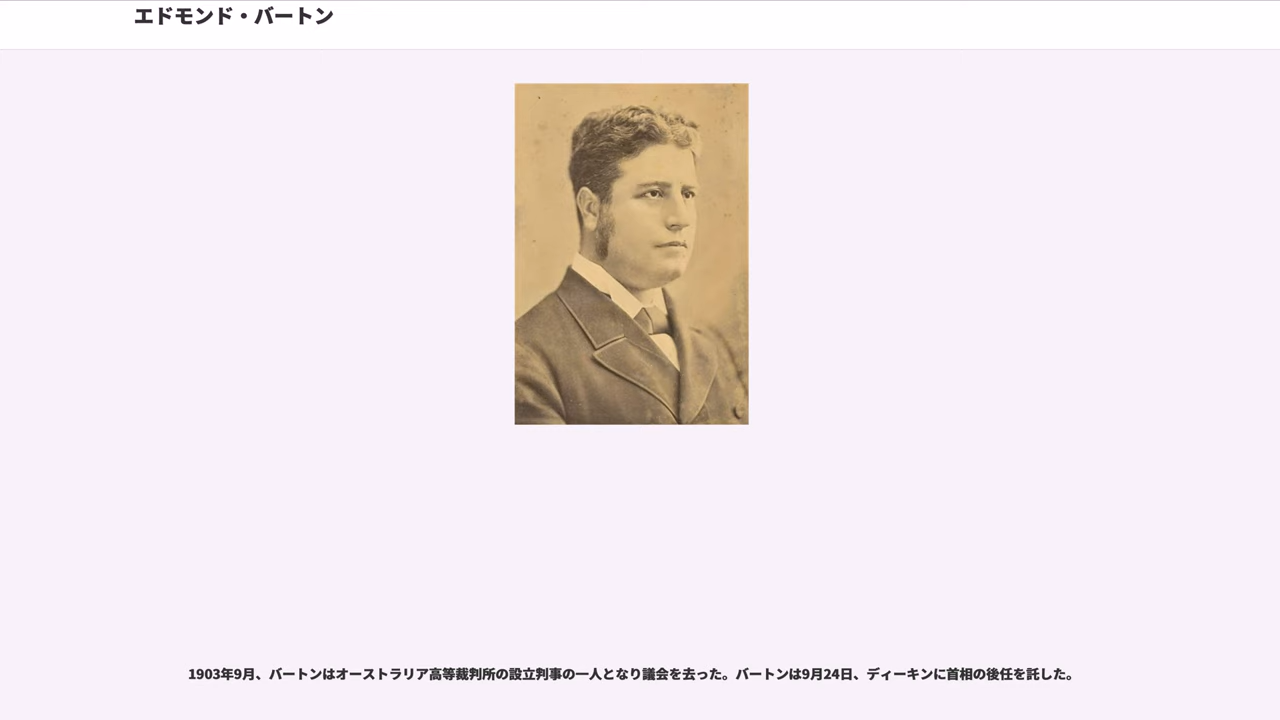 エドモンド・バートン
1903年9月、バートンはオーストラリア高等裁判所の設立判事の一人となり議会を去った。バートンは9月24日、ディーキンに首相の後任を託した。